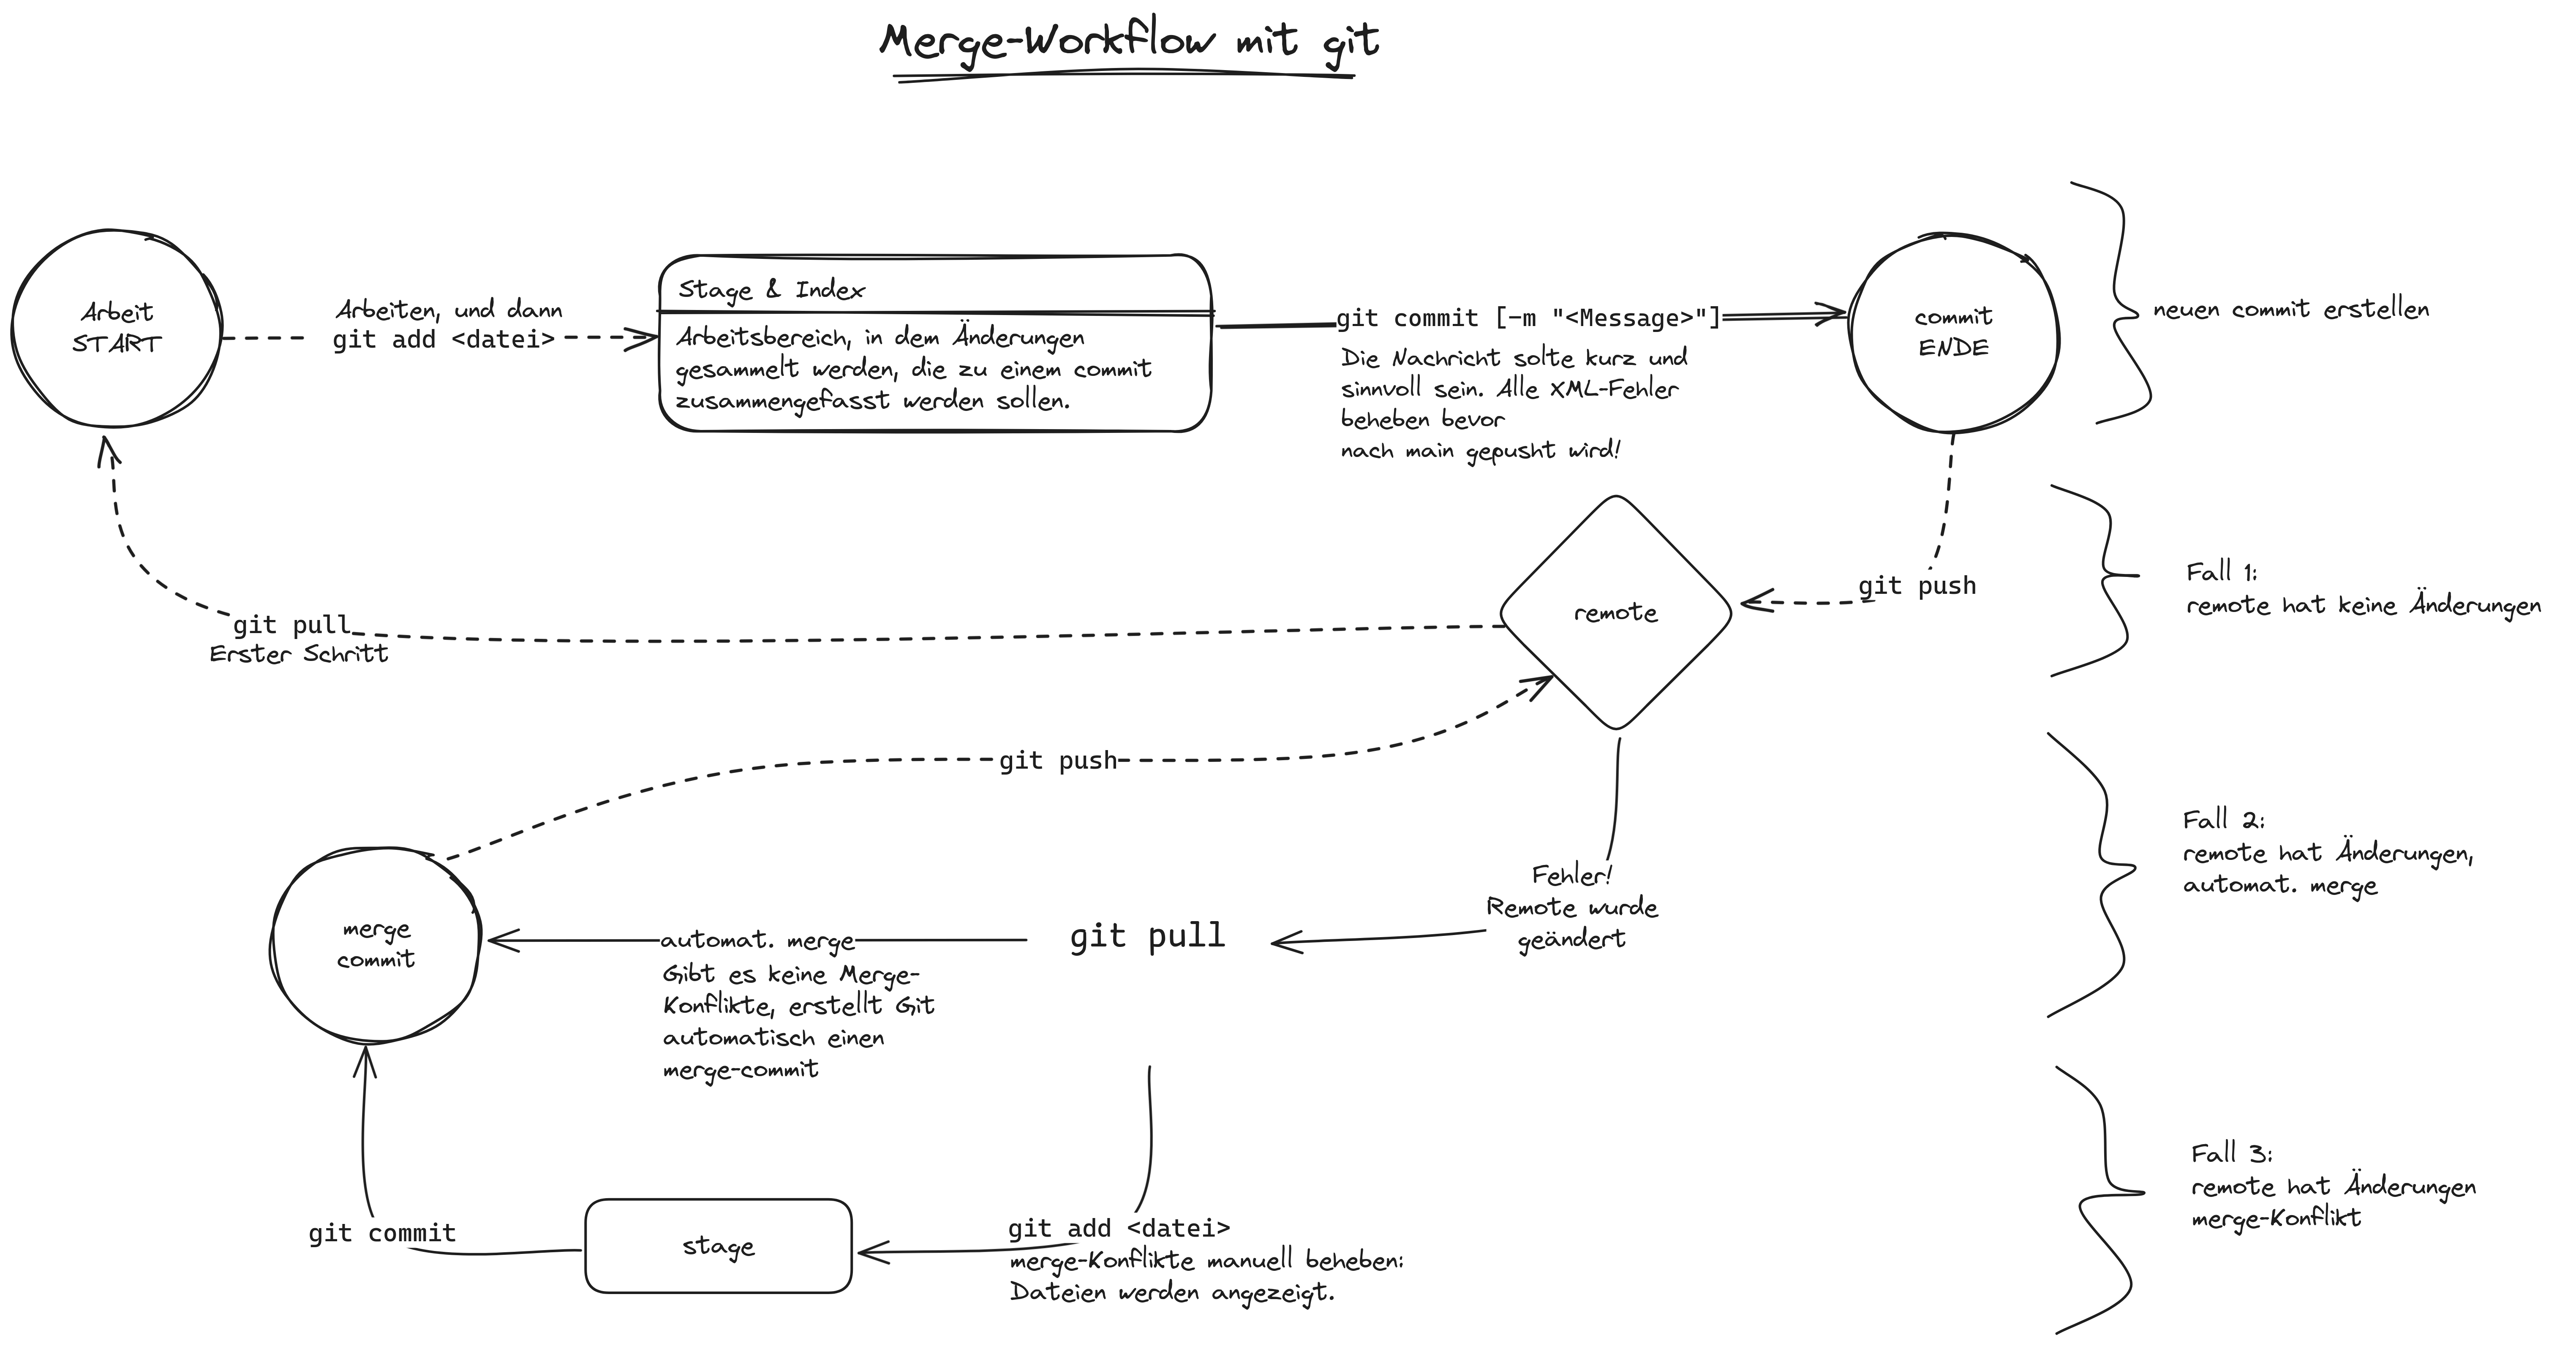 Merge-Workflow mit git
Arbeit
START
Arbeiten, und dann
git add <datei>
Stage & Index
Arbeitsbereich, in dem Änderungen
gesammelt werden, die zu einem commit
zusammengefasst werden sollen.
git commit [-m "<Message>"]
Die Nachricht solte kurz und
sinnvoll sein. Alle XML-Fehler
beheben bevor
nach main gepusht wird!
commit
ENDE
neuen commit erstellen
git push
remote
Fall 1:
remote hat keine Änderungen
git pull
Erster Schritt
git push
Fehler!
Remote wurde
geändert
git pull
automat. merge
Gibt es keine Merge-
Konflikte, erstellt Git
automatisch einen
merge-commit
merge
commit
Fall 2:
remote hat Änderungen,
automat. merge
git add <datei>
merge-Konflikte manuell beheben:
Dateien werden angezeigt.
stage
git commit
Fall 3:
remote hat Änderungen
merge-Konflikt